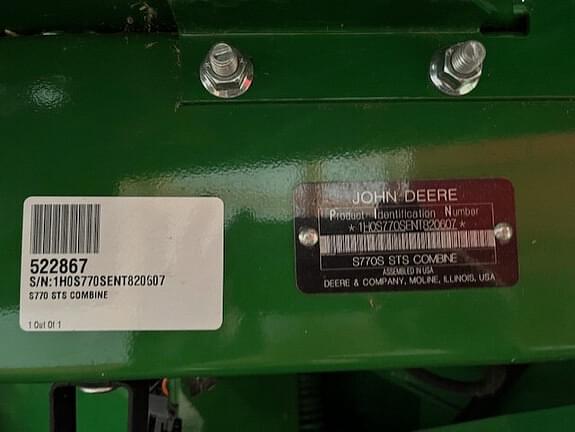 522867
S/N:1H0S770SENT820607
S770 STS COMBINE
1 Out Of 1
JOHN DEERE
Product Identification Number
*1H0S770SENT820607*
S770S STS COMBINE
ASSEMBLED IN USA
DEERE & COMPANY, MOLINE, ILLINOIS, USA